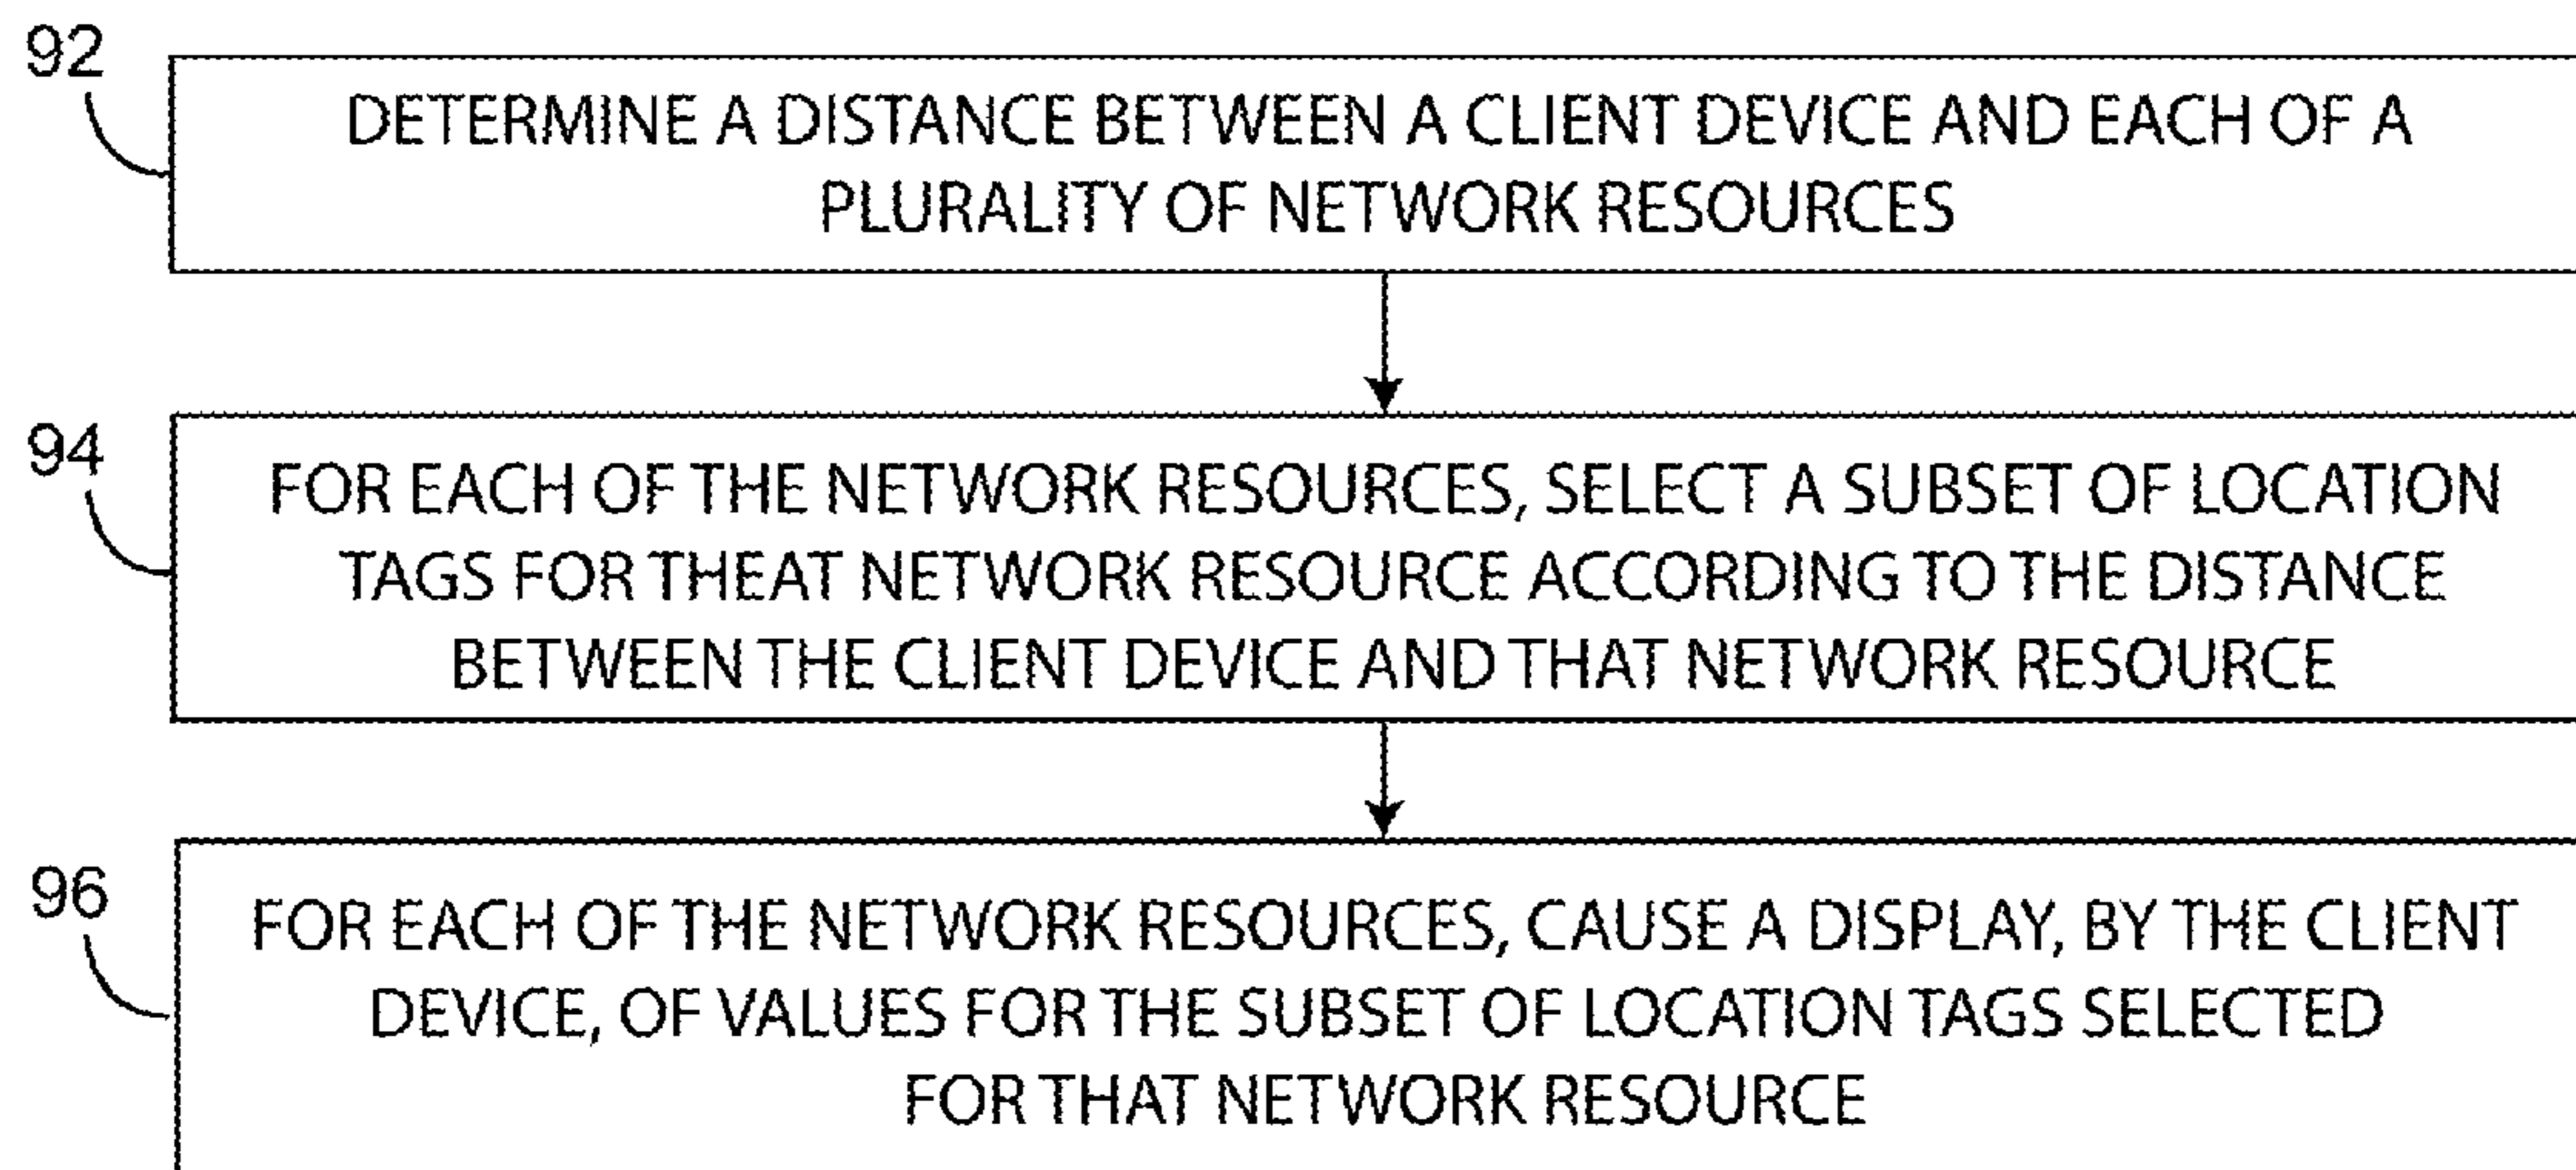 92
DETERMINE A DISTANCE BETWEEN A CLIENT DEVICE AND EACH OF A
PLURALITY OF NETWORK RESOURCES
94
FOR EACH OF THE NETWORK RESOURCES, SELECT A SUBSET OF LOCATION
TAGS FOR THEAT NETWORK RESOURCE ACCORDING TO THE DISTANCE
BETWEEN THE CLIENT DEVICE AND THAT NETWORK RESOURCE
96
FOR EACH OF THE NETWORK RESOURCES, CAUSE A DISPLAY, BY THE CLIENT
DEVICE, OF VALUES FOR THE SUBSET OF LOCATION TAGS SELECTED
FOR THAT NETWORK RESOURCE